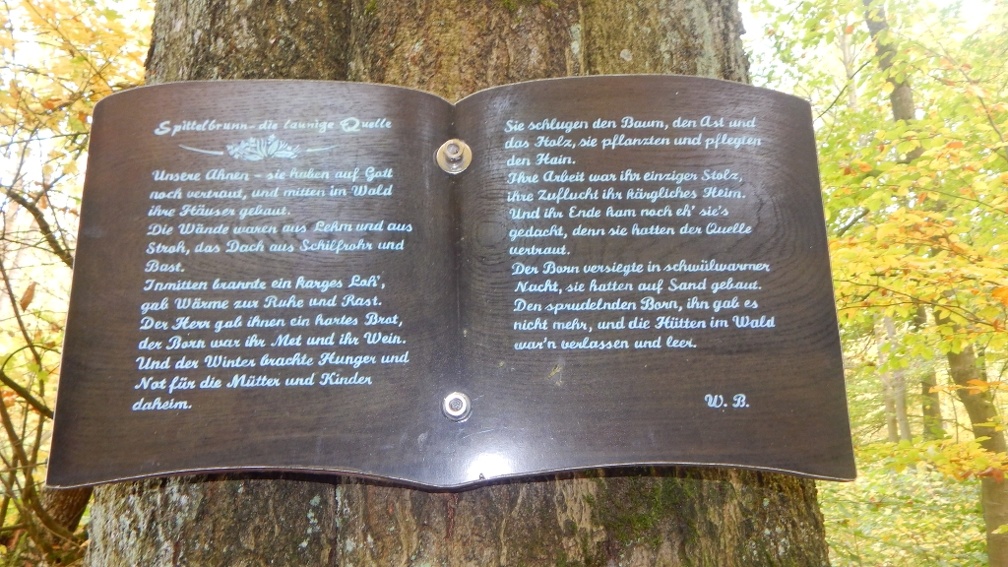 Spittelbrunn - die launige Quelle
Unsere Ahnen - sie haben auf Gott
noch vertraut, und mitten im Wald
ihre Häuser gebaut.
Die Wände waren aus Lehm und aus
Stroh, das Dach aus Schilfrohr und
Bast.
Inmitten brannte ein karges Loh',
gab Wärme zur Ruhe und Rast.
Der Herr gab ihnen ein hartes Brot,
der Born war ihr Met und ihr Wein.
Und der Winter brachte Hunger und
Not für die Mütter und Kinder
daheim.
Sie schlugen den Baum, den Ast und
das Holz, sie pflanzten und pflegten
den Hain.
Ihre Arbeit war ihr einziger Stolz,
ihre Zuflucht ihr kärgliches Heim.
Und ihr Ende kam noch eh' sie's
gedacht, denn sie hatten der Quelle
vertraut.
Der Born versiegte in schwülwarmer
Nacht, sie hatten auf Sand gebaut.
Den sprudelnden Born, ihn gab es
nicht mehr, und die Hütten im Wald
war'n verlassen und leer.
W. B.